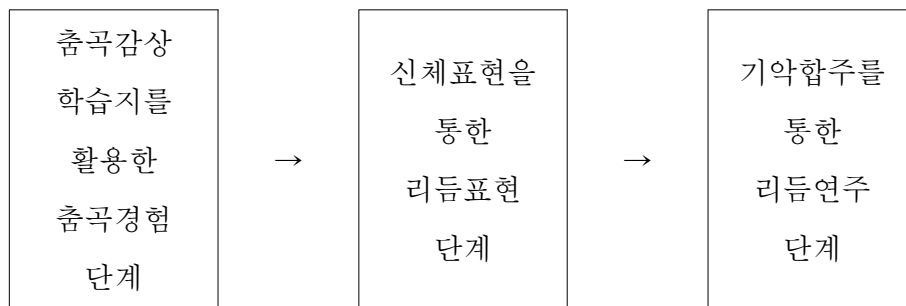 춤곡감상
학습지를
활용한
춤곡경험
단계
→
신체표현을
통한
리듬표현
단계
→
기악합주를
통한
리듬연주
단계